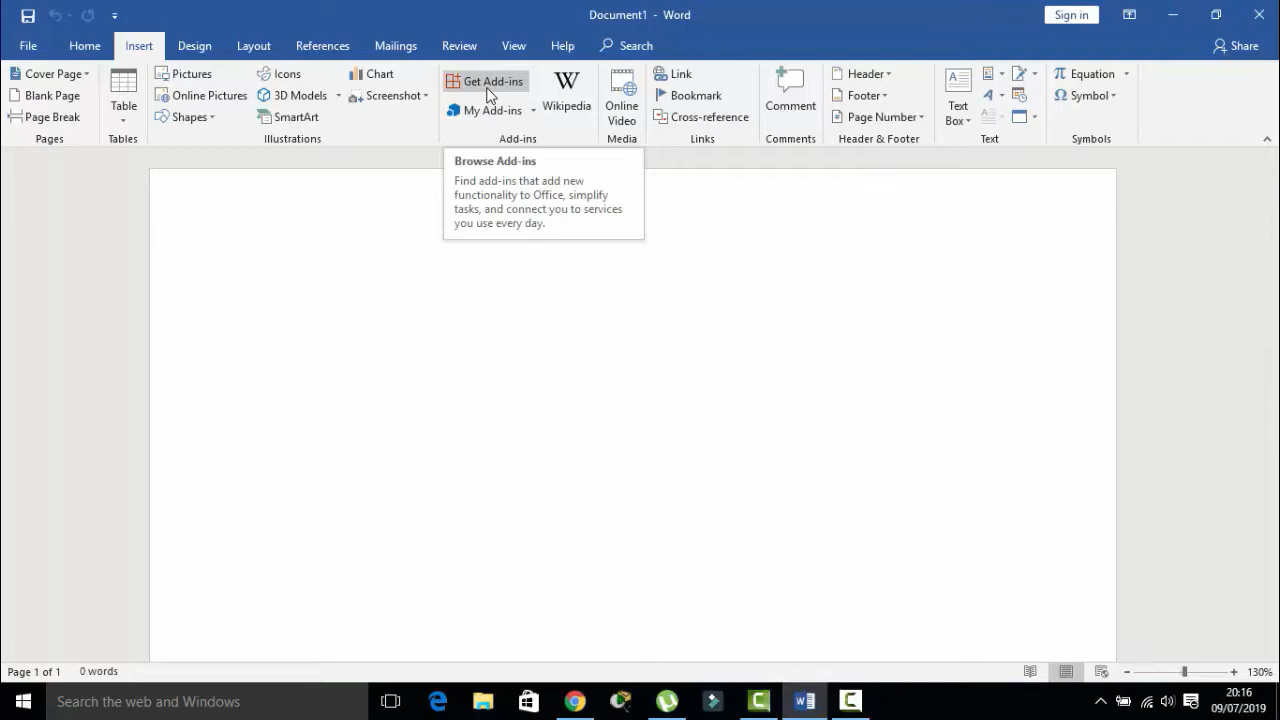 Document1 - Word
Sign in
File Home Insert Design Layout References Mailings Review View Help Search Share
Cover Page
Blank Page
Page Break
Pages
Table
Tables
Pictures
Online Pictures
Shapes
Icons
3D Models
SmartArt
Chart
Screenshot
Illustrations
Get Add-ins
My Add-ins
W
Wikipedia
Add-ins
Online
Video
Media
Link
Bookmark
Cross-reference
Links
Comment
Comments
Header
Footer
Page Number
Header & Footer
A
Text
Box
A
A
Text
π Equation
Ω Symbol
Symbols
Browse Add-ins
Find add-ins that add new
functionality to Office, simplify
tasks, and connect you to services
you use every day.
Page 1 of 1 0 words
130%
Search the web and Windows
20:16
09/07/2019